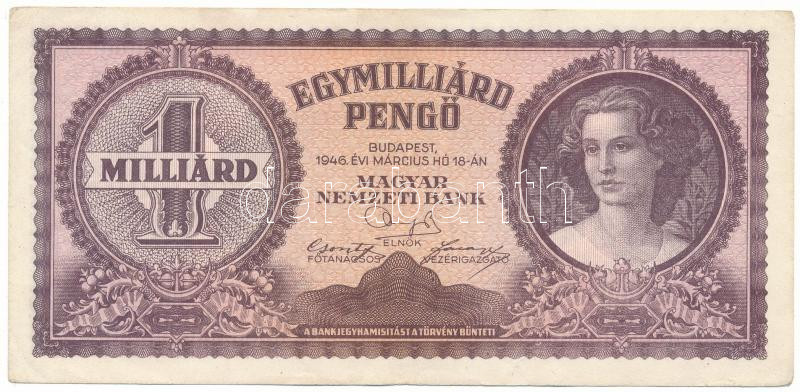 EGYMILLIÁRD
PENGŐ
1
MILLIÁRD
BUDAPEST,
1946. ÉVI MÁRCIUS HÓ 18-ÁN
MAGYAR
NEMZETI BANK
ELNÖK
FŐTANÁCSOS VEZÉRIGAZGATÓ
A BANKJEGYHAMISITÁST A TÖRVÉNY BÜNTETI
darabanth